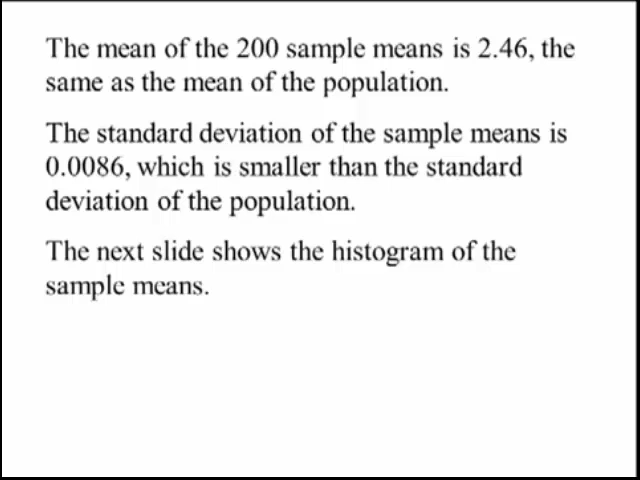 The mean of the 200 sample means is 2.46, the
same as the mean of the population.
The standard deviation of the sample means is
0.0086, which is smaller than the standard
deviation of the population.
The next slide shows the histogram of the
sample means.